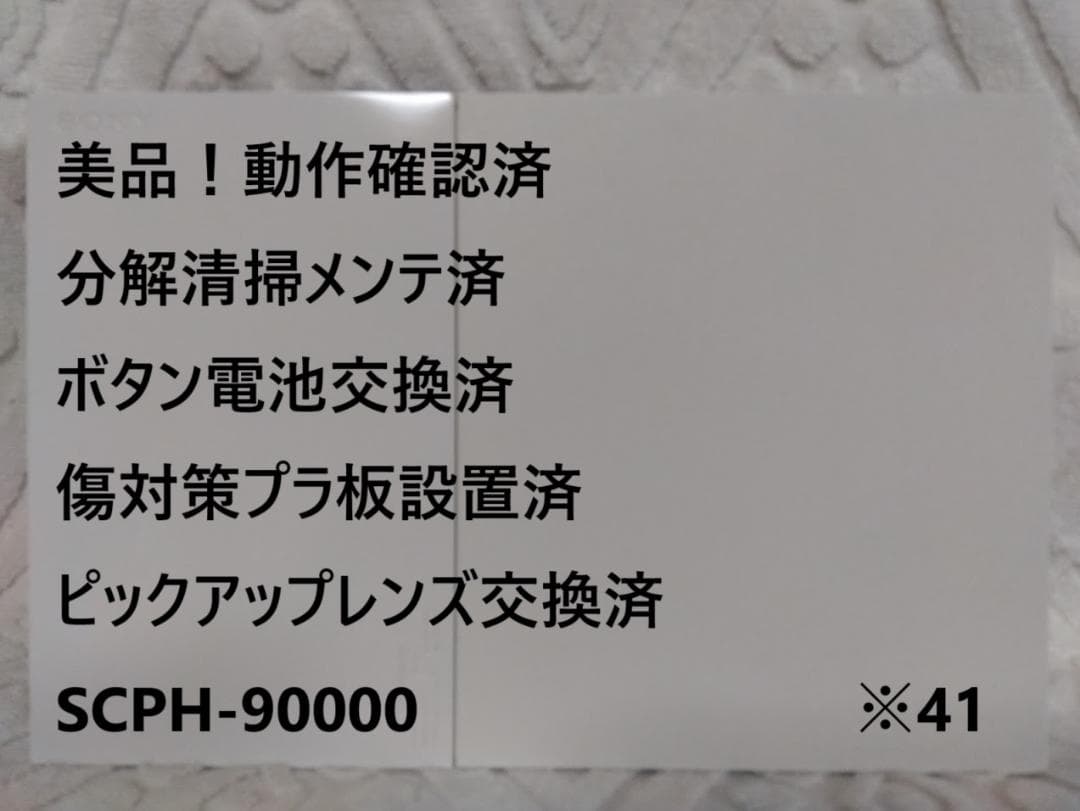 美品！動作確認済
分解清掃メンテ済
ボタン電池交換済
傷対策プラ板設置済
ピックアップレンズ交換済
SCPH-90000
※41